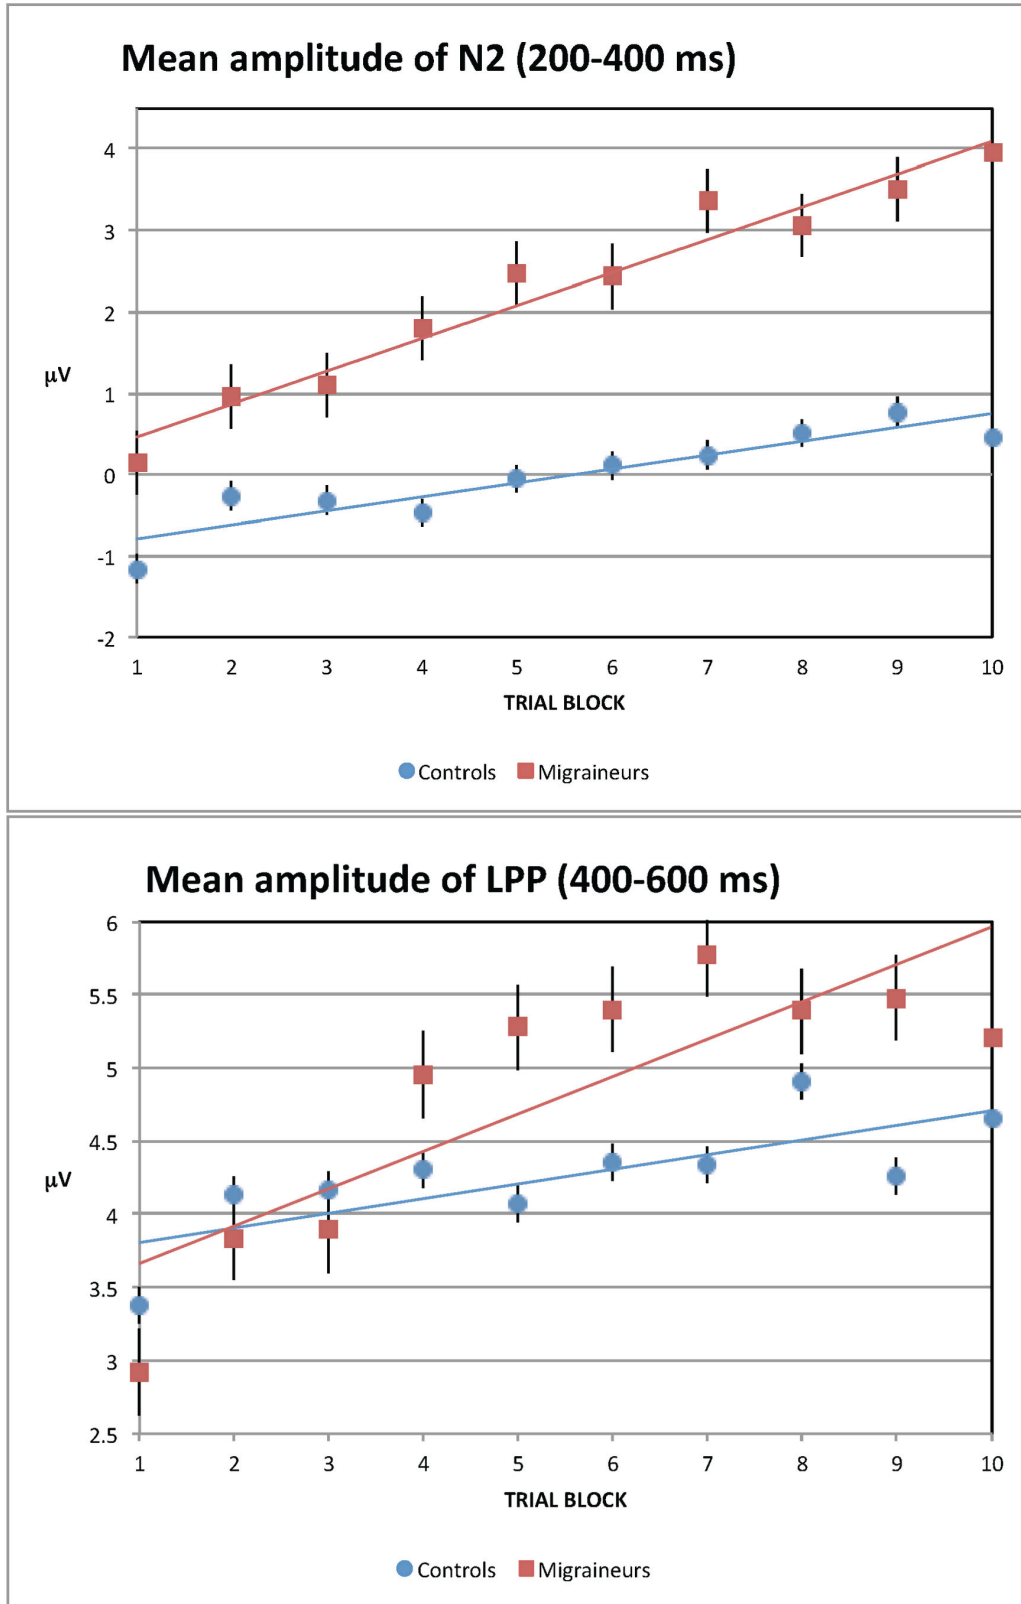 Mean amplitude of N2 (200-400 ms)
4
3
2
1
0
-1
-2
µV
1 2 3 4 5 6 7 8 9 10
TRIAL BLOCK
Controls Migraineurs
Mean amplitude of LPP (400-600 ms)
6
5.5
5
4.5
4
3.5
3
2.5
µV
1 2 3 4 5 6 7 8 9 10
TRIAL BLOCK
Controls Migraineurs